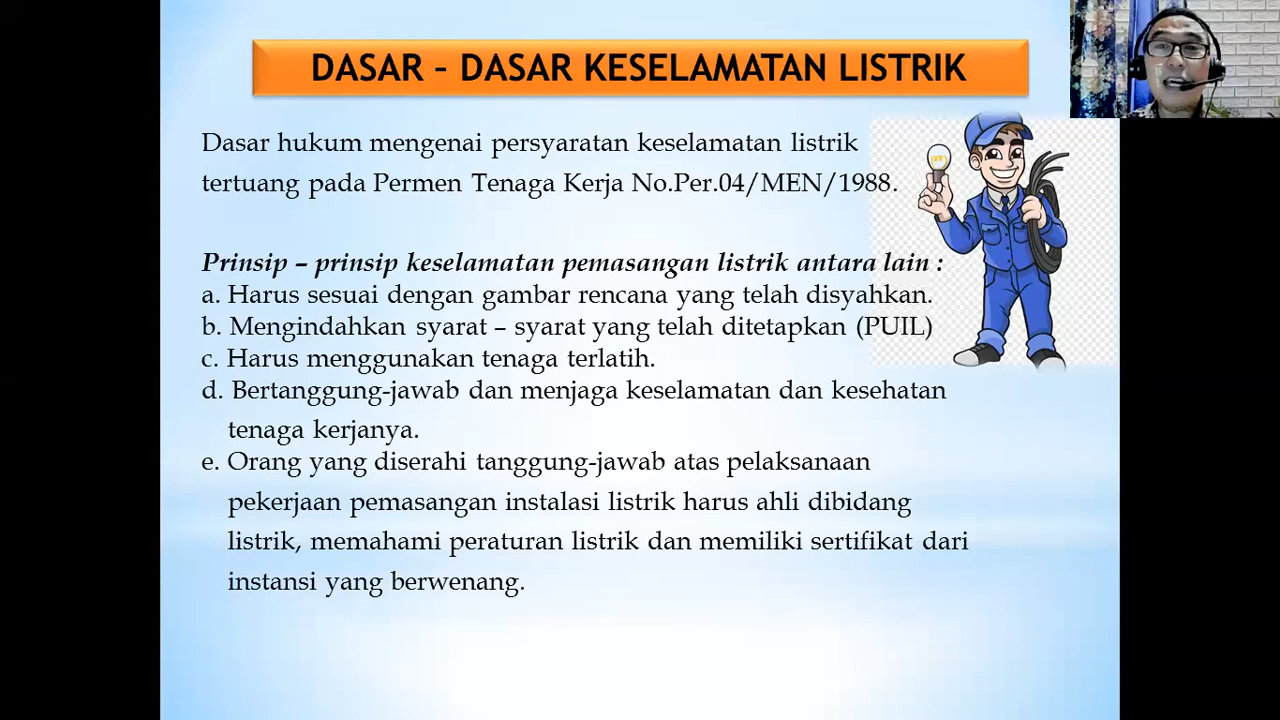 DASAR – DASAR KESELAMATAN LISTRIK
Dasar hukum mengenai persyaratan keselamatan listrik
tertuang pada Permen Tenaga Kerja No.Per.04/MEN/1988.
Prinsip – prinsip keselamatan pemasangan listrik antara lain :
a. Harus sesuai dengan gambar rencana yang telah disyahkan.
b. Mengindahkan syarat – syarat yang telah ditetapkan (PUIL)
c. Harus menggunakan tenaga terlatih.
d. Bertanggung-jawab dan menjaga keselamatan dan kesehatan
tenaga kerjanya.
e. Orang yang diserahi tanggung-jawab atas pelaksanaan
pekerjaan pemasangan instalasi listrik harus ahli dibidang
listrik, memahami peraturan listrik dan memiliki sertifikat dari
instansi yang berwenang.